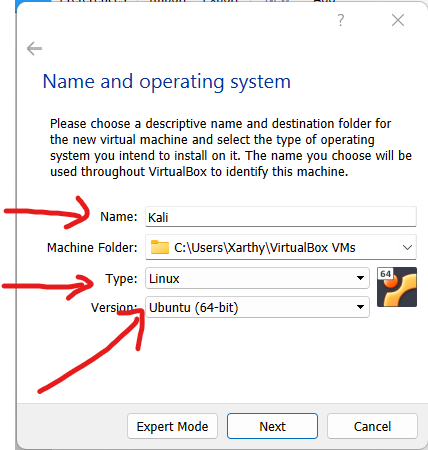 ?
Name and operating system
Please choose a descriptive name and destination folder for
the new virtual machine and select the type of operating
system you intend to install on it. The name you choose will be
used throughout VirtualBox to identify this machine.
Name: Kali
Machine Folder: C:\Users\Xarthy\VirtualBox VMs
Type: Linux
64
Version: Ubuntu (64-bit)
Expert Mode Next Cancel